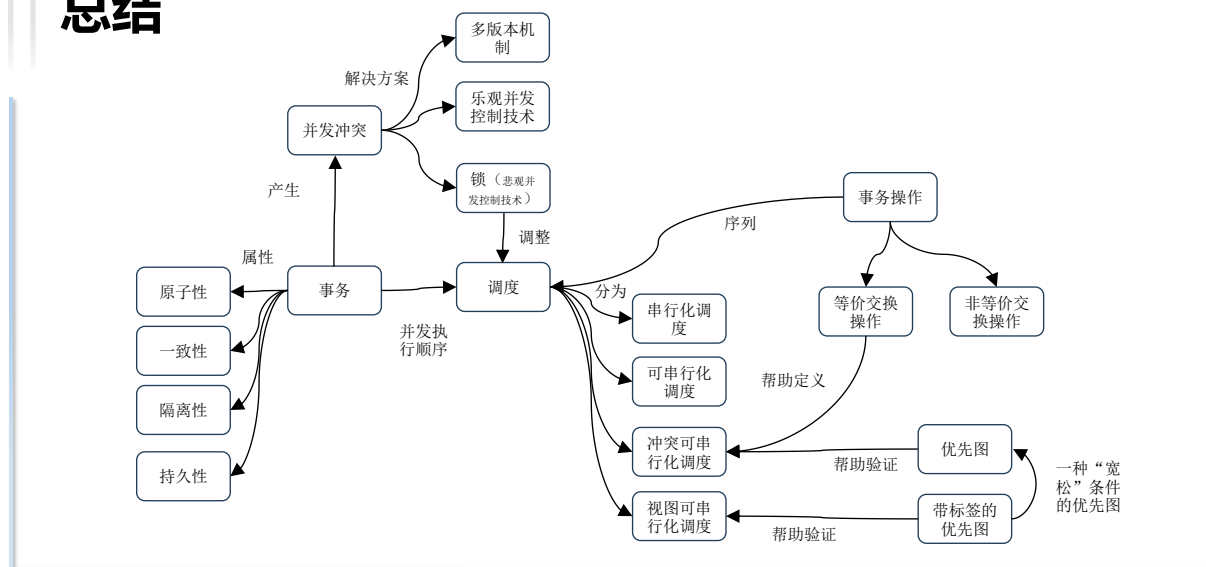 总结
多版本机
制
解决方案
乐观并发
控制技术
并发冲突
锁（悲观并
发控制技术）
产生
调整
事务操作
序列
属性
原子性
事务
调度
分为
等价交换
操作
非等价交
换操作
串行化调
度
并发执
行顺序
一致性
可串行化
调度
帮助定义
隔离性
冲突可串
行化调度
优先图
帮助验证
持久性
一种“宽
松”条件
的优先图
视图可串
行化调度
带标签的
优先图
帮助验证